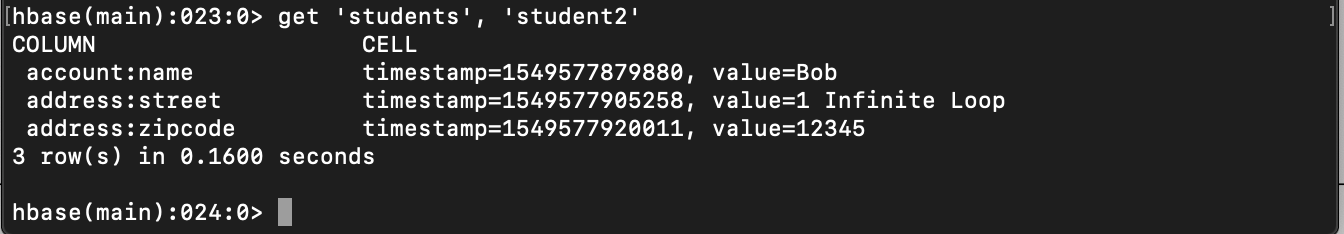 [hbase(main):023:0> get 'students', 'student2' ]
COLUMN CELL
account:name timestamp=1549577879880, value=Bob
address:street timestamp=1549577905258, value=1 Infinite Loop
address:zipcode timestamp=1549577920011, value=12345
3 row(s) in 0.1600 seconds
hbase(main):024:0>